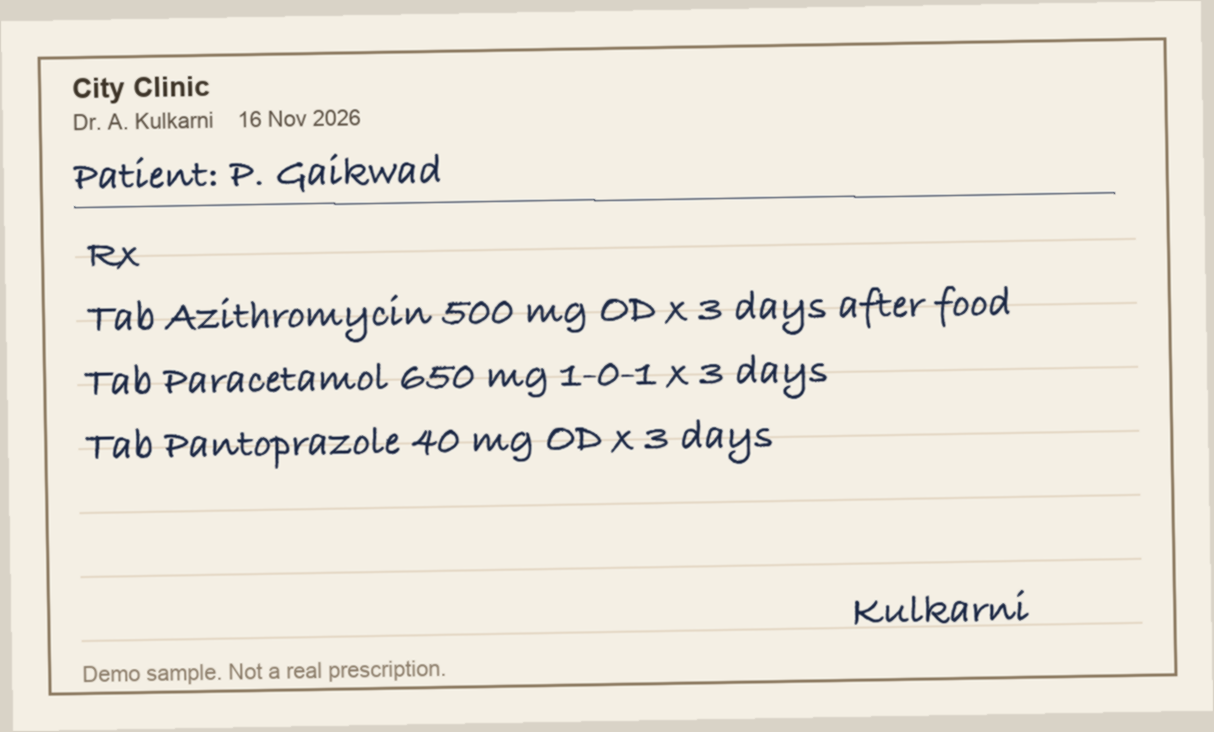 City Clinic
Dr. A. Kulkarni 16 Nov 2026
Patient: P. Gaikwad
Rx
Tab Azithromycin 500 mg OD x 3 days after food
Tab Paracetamol 650 mg 1-0-1 x 3 days
Tab Pantoprazole 40 mg OD x 3 days
Kulkarni
Demo sample. Not a real prescription.